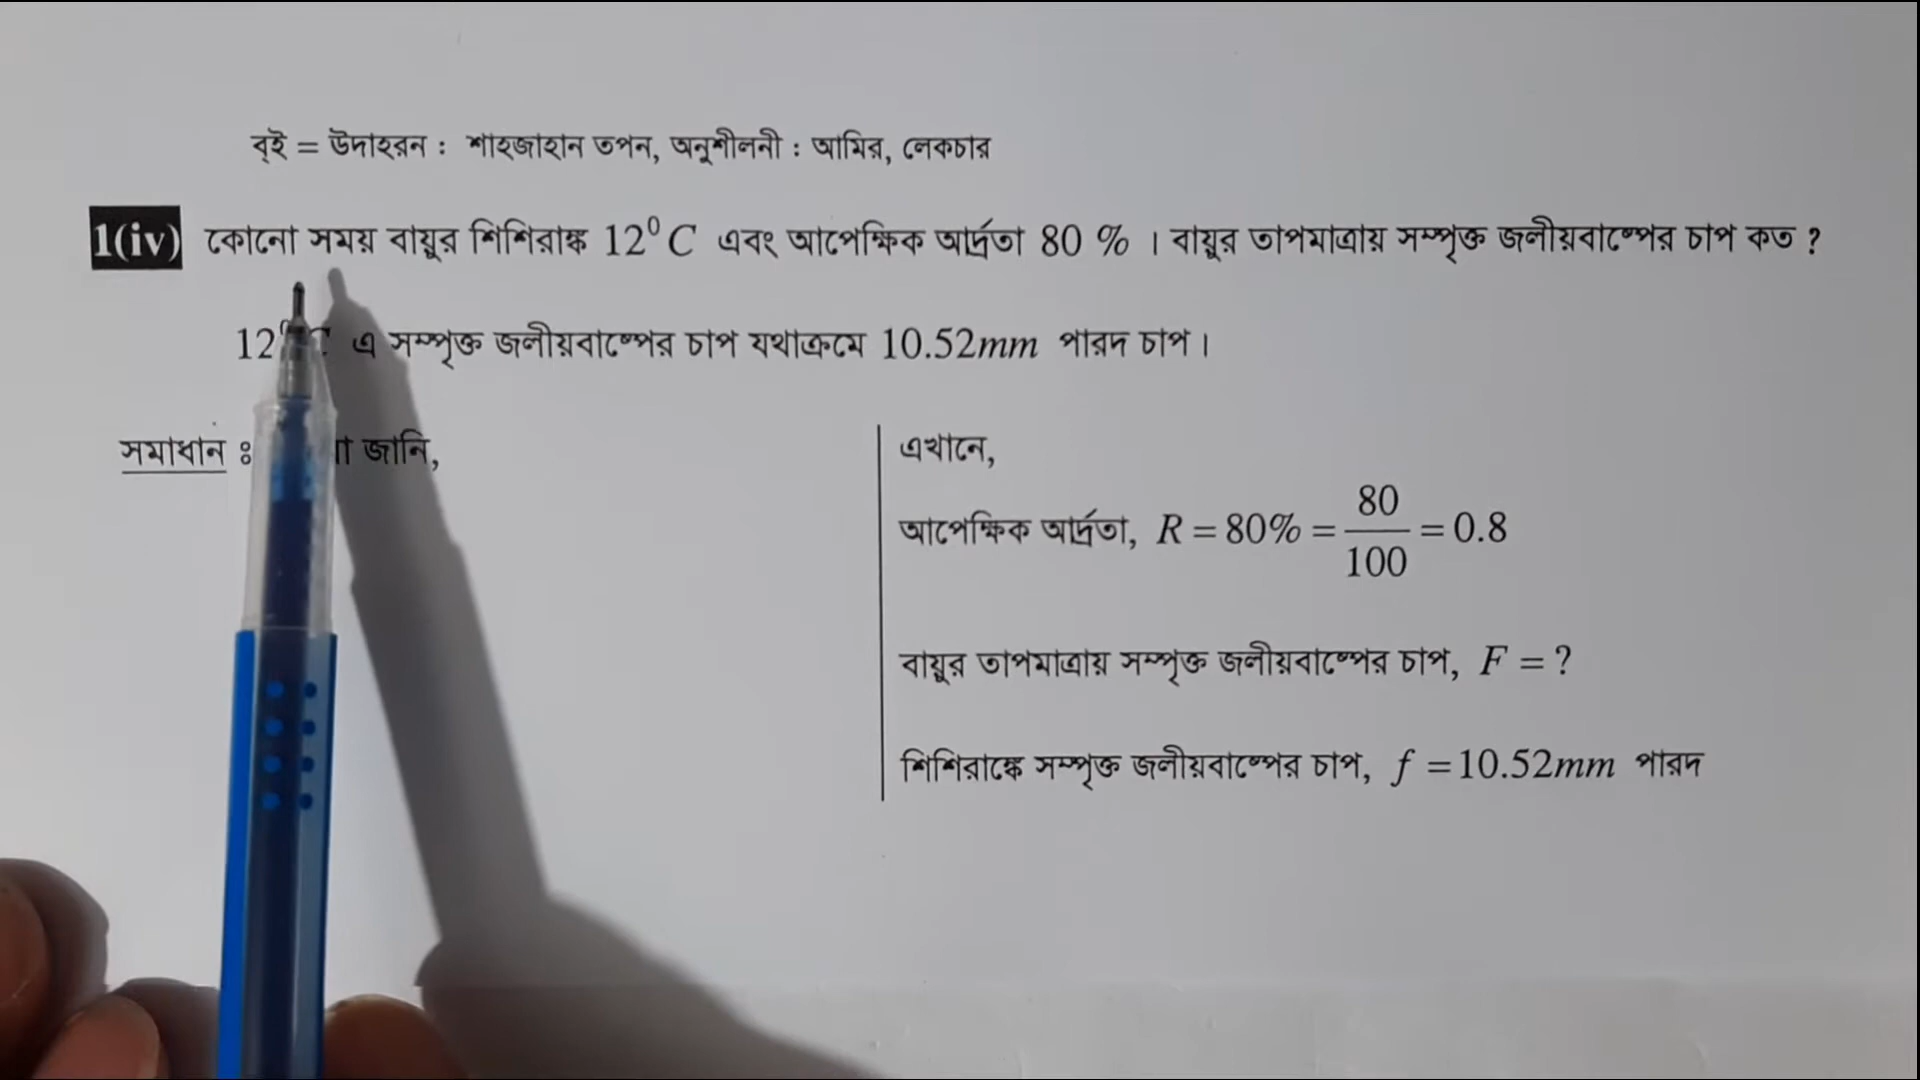 বই = উদাহরন : শাহজাহান তপন, অনুশীলনী : আমির, লেকচার
1(iv) কোনো সময় বায়ুর শিশিরাঙ্ক 12⁰ C এবং আপেক্ষিক আর্দ্রতা 80 % । বায়ুর তাপমাত্রায় সম্পৃক্ত জলীয়বাষ্পের চাপ কত ?
12⁰ C এ সম্পৃক্ত জলীয়বাষ্পের চাপ যথাক্রমে 10.52mm পারদ চাপ ।
সমাধান ঃ জানি,
এখানে,
আপেক্ষিক আর্দ্রতা, R = 80% = 80/100 = 0.8
বায়ুর তাপমাত্রায় সম্পৃক্ত জলীয়বাষ্পের চাপ, F = ?
শিশিরাঙ্কে সম্পৃক্ত জলীয়বাষ্পের চাপ, f = 10.52mm পারদ